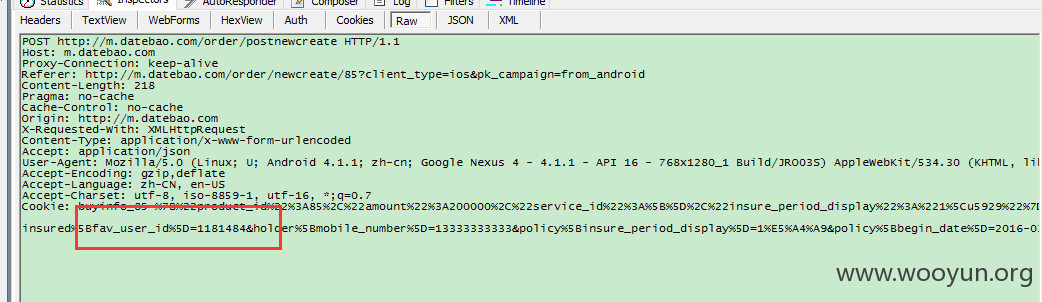 Statistics Inspectors AutoResponder Composer Log Filters Timeline
Headers TextView WebForms HexView Auth Cookies Raw JSON XML
POST http://m.datebao.com/order/postnewcreate HTTP/1.1
Host: m.datebao.com
Proxy-Connection: keep-alive
Referer: http://m.datebao.com/order/newcreate/85?client_type=ios&pk_campaign=from_android
Content-Length: 218
Pragma: no-cache
Cache-Control: no-cache
Origin: http://m.datebao.com
X-Requested-With: XMLHttpRequest
Content-Type: application/x-www-form-urlencoded
Accept: application/json
User-Agent: Mozilla/5.0 (Linux; U; Android 4.1.1; zh-cn; Google Nexus 4 - 4.1.1 - API 16 - 768x1280_1 Build/JRO03S) AppleWebKit/534.30 (KHTML, li
Accept-Encoding: gzip,deflate
Accept-Language: zh-CN, en-US
Accept-Charset: utf-8, iso-8859-1, utf-16, *;q=0.7
Cookie: buyinfo_85=%7B%22product_id%22%3A85%2C%22amount%22%3A200000%2C%22service_id%22%3A%5B%5D%2C%22insure_period_display%22%3A%221%5Cu5929%22%7D
insured%5Bfav_user_id%5D=1181484&holder%5Bmobile_number%5D=13333333333&policy%5Binsure_period_display%5D=1%E5%A4%A9&policy%5Bbegin_date%5D=2016-0
www.wooyun.org